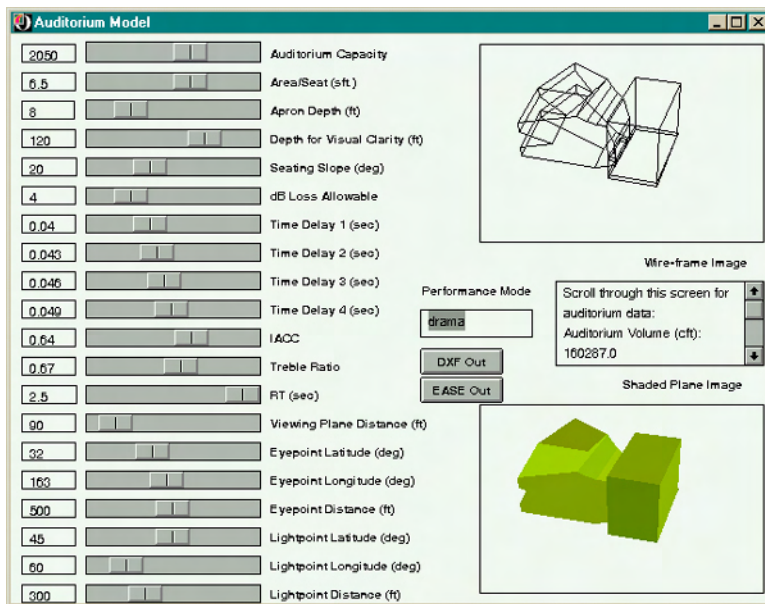 Auditorium Model
2050 Auditorium Capacity
6.5 Area/Seat (sft.)
8 Apron Depth (ft)
120 Depth for Visual Clarity (ft)
20 Seating Slope (deg)
4 dB Loss Allowable
0.04 Time Delay 1 (sec)
0.043 Time Delay 2 (sec)
0.046 Time Delay 3 (sec)
0.049 Time Delay 4 (sec)
0.64 IACC
0.67 Treble Ratio
2.5 RT (sec)
90 Viewing Plane Distance (ft)
32 Eyepoint Latitude (deg)
163 Eyepoint Longitude (deg)
500 Eyepoint Distance (ft)
45 Lightpoint Latitude (deg)
60 Lightpoint Longitude (deg)
300 Lightpoint Distance (ft)
Wire-frame Image
Performance Mode
drama
DXF Out
EASE Out
Scroll through this screen for
auditorium data:
Auditorium Volume (cft):
160287.0
Shaded Plane Image